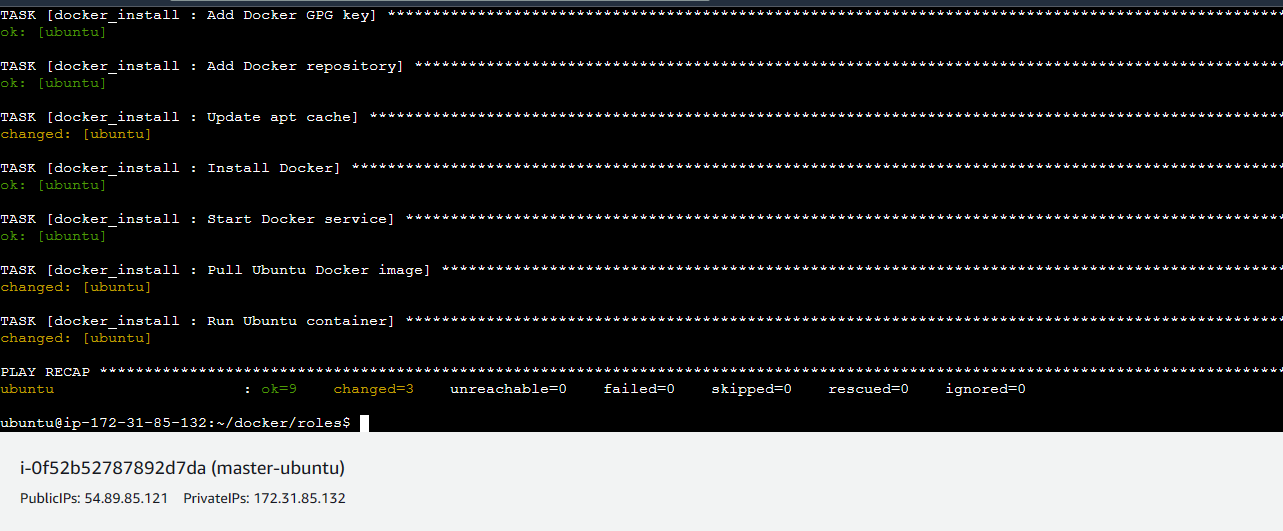 TASK [docker_install : Add Docker GPG key] ****************************************************************************************************
ok: [ubuntu]
TASK [docker_install : Add Docker repository] *************************************************************************************************
ok: [ubuntu]
TASK [docker_install : Update apt cache] ******************************************************************************************************
changed: [ubuntu]
TASK [docker_install : Install Docker] ********************************************************************************************************
ok: [ubuntu]
TASK [docker_install : Start Docker service] **************************************************************************************************
ok: [ubuntu]
TASK [docker_install : Pull Ubuntu Docker image] **********************************************************************************************
changed: [ubuntu]
TASK [docker_install : Run Ubuntu container] **************************************************************************************************
changed: [ubuntu]
PLAY RECAP ************************************************************************************************************************************
ubuntu                     : ok=9    changed=3    unreachable=0    failed=0    skipped=0    rescued=0    ignored=0
ubuntu@ip-172-31-85-132:~/docker/roles$
i-0f52b52787892d7da (master-ubuntu)
PublicIPs: 54.89.85.121    PrivateIPs: 172.31.85.132